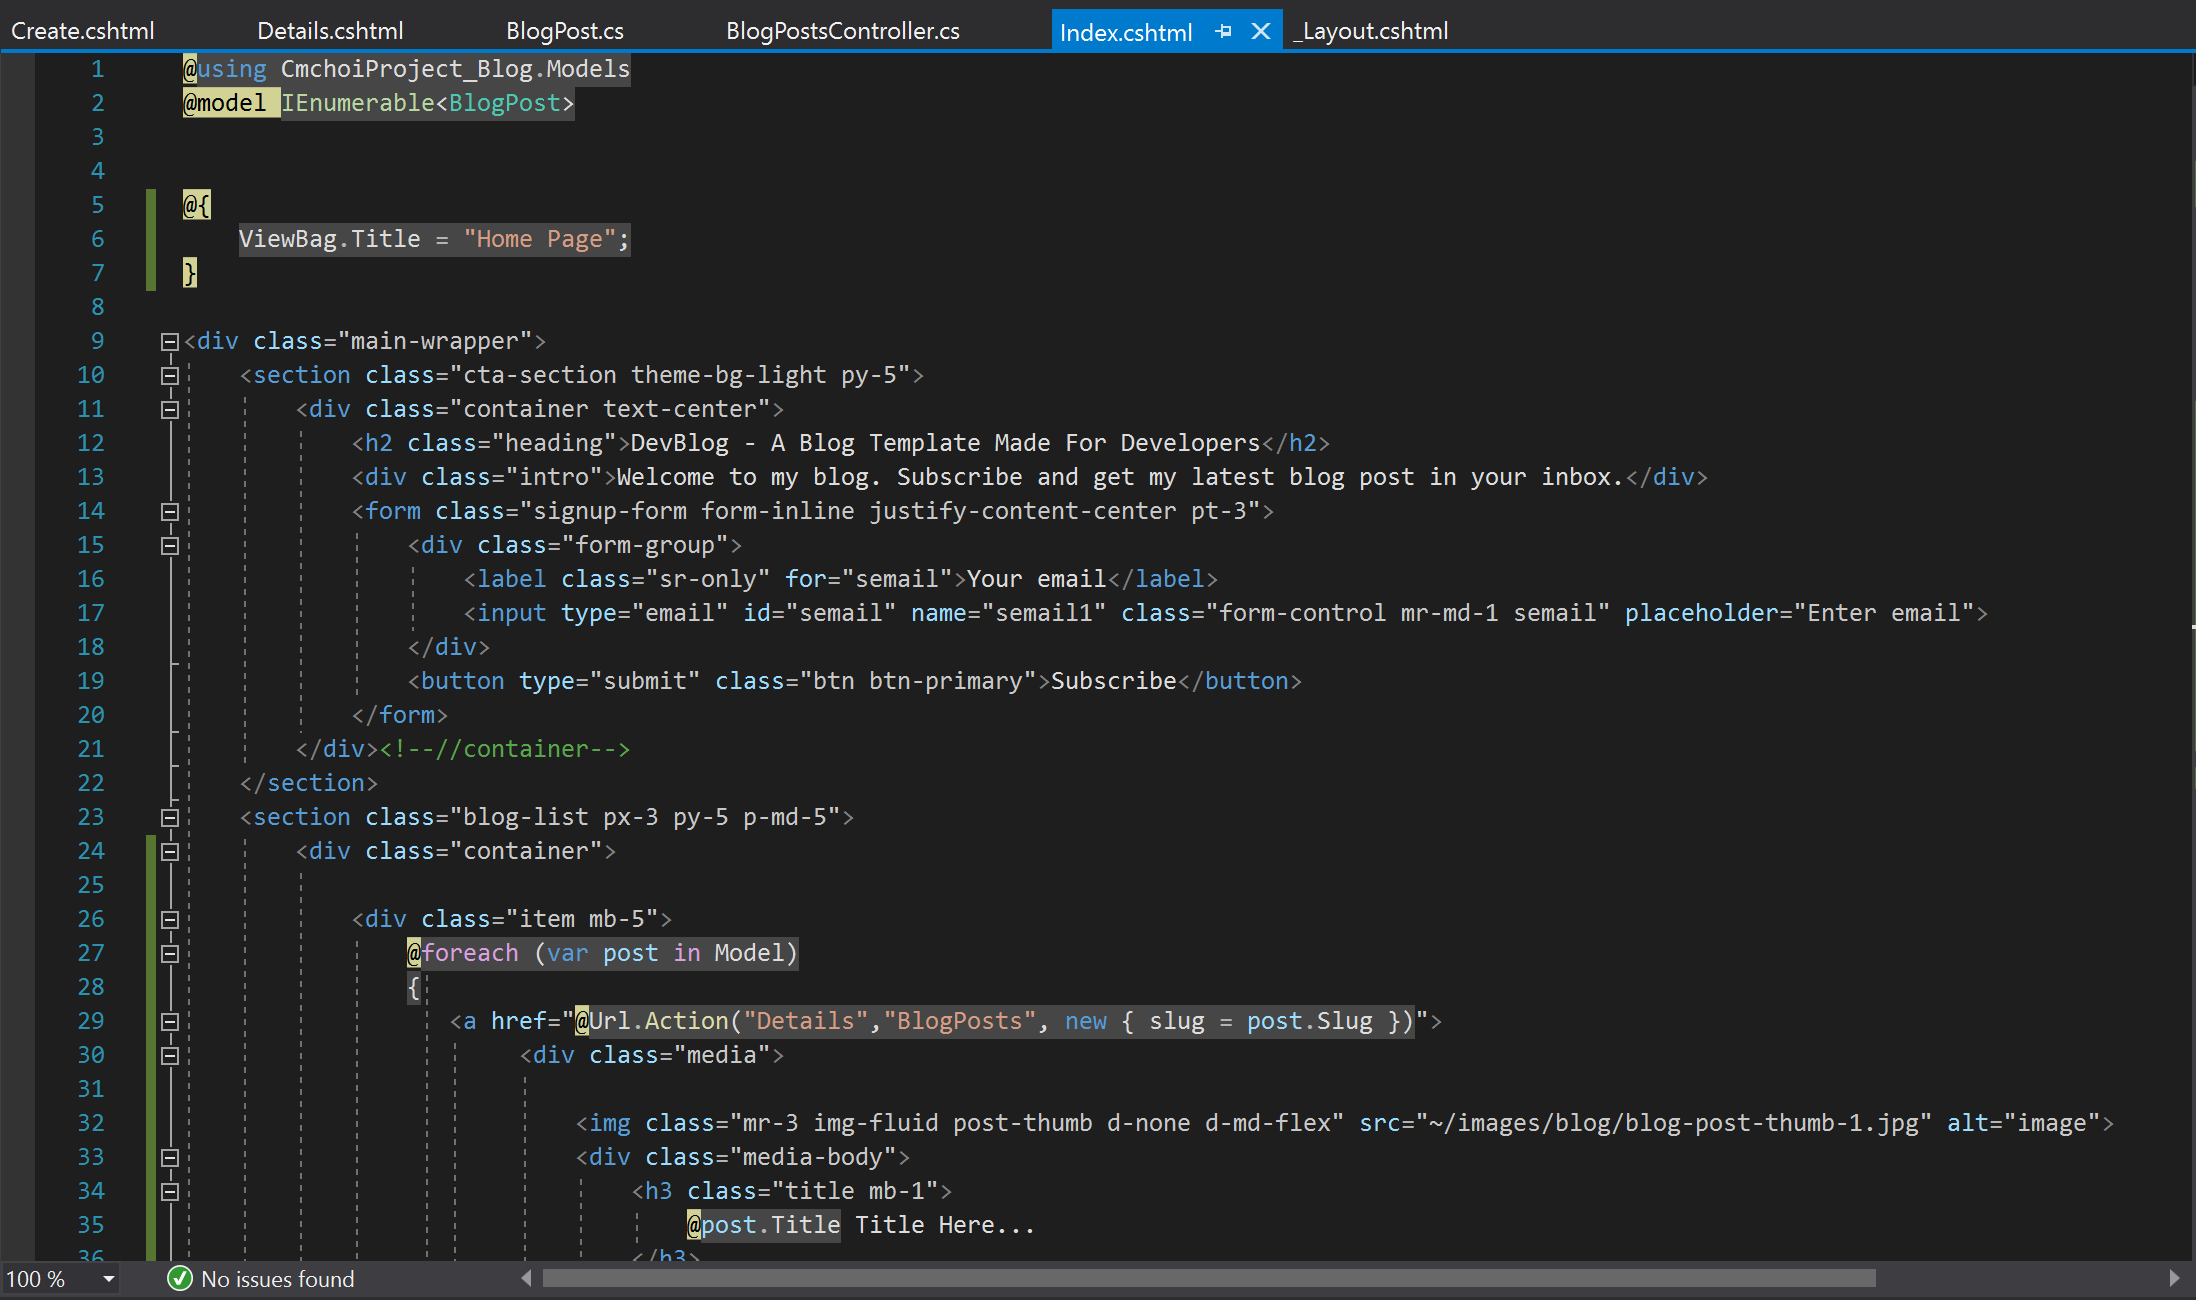 Create.cshtml Details.cshtml BlogPost.cs BlogPostsController.cs Index.cshtml _Layout.cshtml
1 @using CmchoiProject_Blog.Models
2 @model IEnumerable<BlogPost>
3
4
5 @{
6 ViewBag.Title = "Home Page";
7 }
8
9 <div class="main-wrapper">
10 <section class="cta-section theme-bg-light py-5">
11 <div class="container text-center">
12 <h2 class="heading">DevBlog - A Blog Template Made For Developers</h2>
13 <div class="intro">Welcome to my blog. Subscribe and get my latest blog post in your inbox.</div>
14 <form class="signup-form form-inline justify-content-center pt-3">
15 <div class="form-group">
16 <label class="sr-only" for="semail">Your email</label>
17 <input type="email" id="semail" name="semail1" class="form-control mr-md-1 semail" placeholder="Enter email">
18 </div>
19 <button type="submit" class="btn btn-primary">Subscribe</button>
20 </form>
21 </div><!--//container-->
22 </section>
23 <section class="blog-list px-3 py-5 p-md-5">
24 <div class="container">
25
26 <div class="item mb-5">
27 @foreach (var post in Model)
28 {
29 <a href="@Url.Action("Details","BlogPosts", new { slug = post.Slug })">
30 <div class="media">
31
32 <img class="mr-3 img-fluid post-thumb d-none d-md-flex" src="~/images/blog/blog-post-thumb-1.jpg" alt="image">
33 <div class="media-body">
34 <h3 class="title mb-1">
35 @post.Title Title Here...
36 </h3>
100 % No issues found